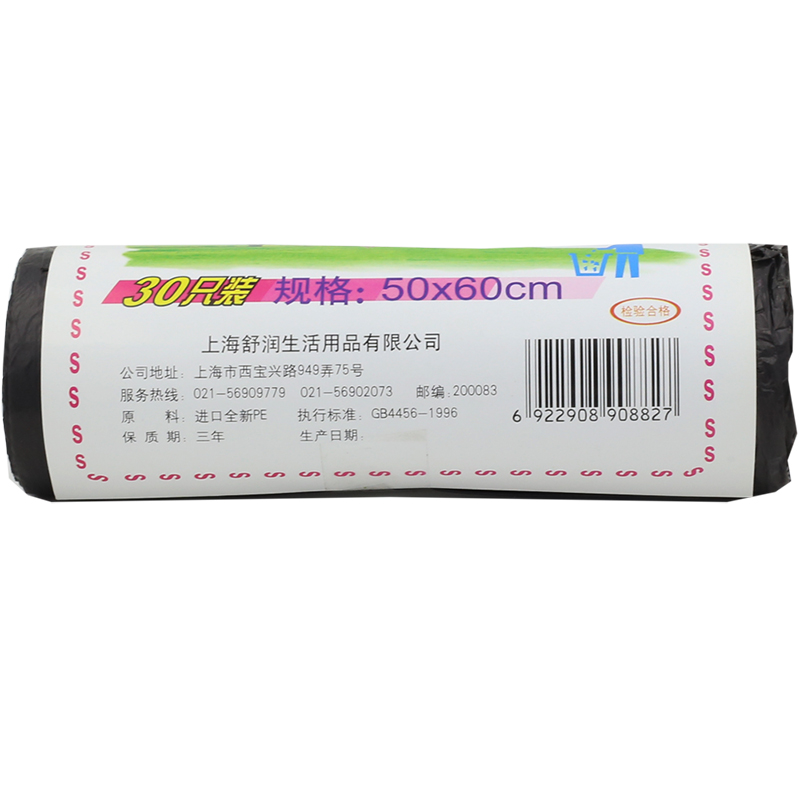 30只装 规格：50x60cm
检验合格
上海舒润生活用品有限公司
公司地址：上海市西宝兴路949弄75号
服务热线：021-56909779 021-56902073 邮编：200083
原 料：进口全新PE 执行标准：GB4456-1996
保 质 期：三年 生产日期：
6 922908 908827